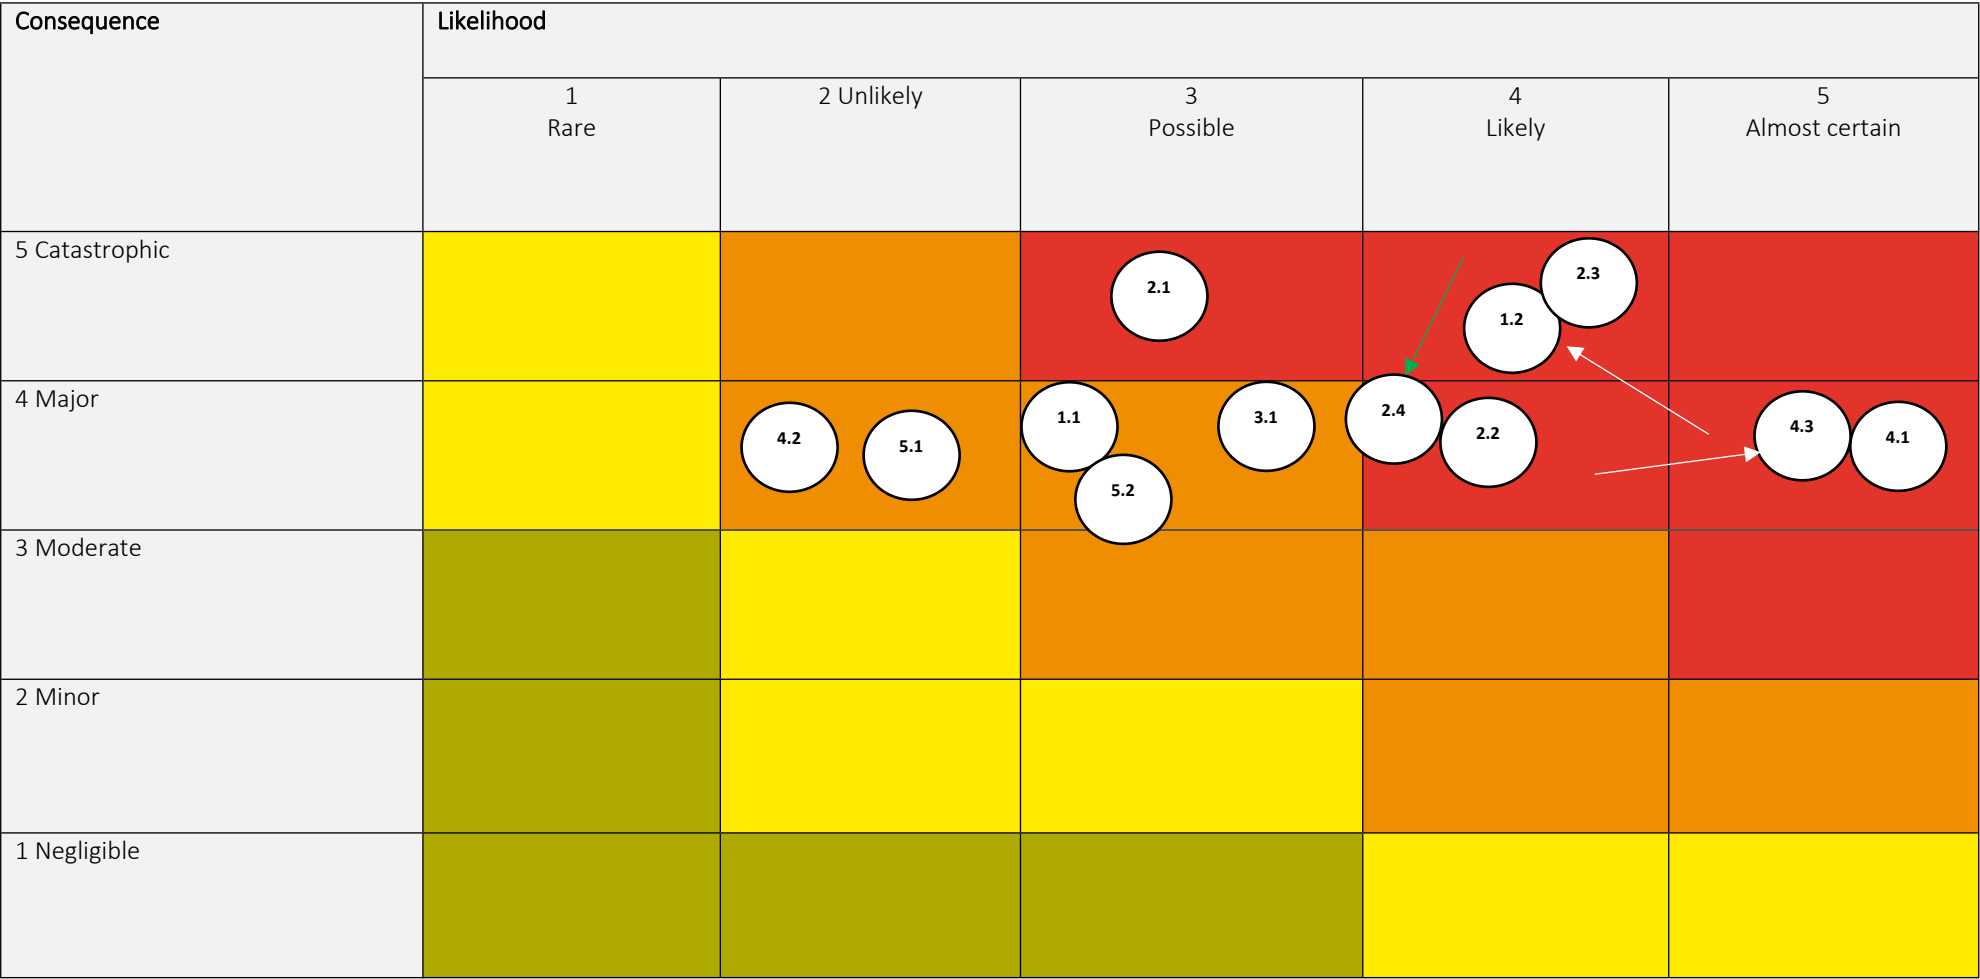 Consequence
Likelihood
1
Rare
2 Unlikely
3
Possible
4
Likely
5
Almost certain
5 Catastrophic
2.1
1.2
2.3
4 Major
4.2
5.1
1.1
5.2
3.1
2.4
2.2
4.3
4.1
3 Moderate
2 Minor
1 Negligible